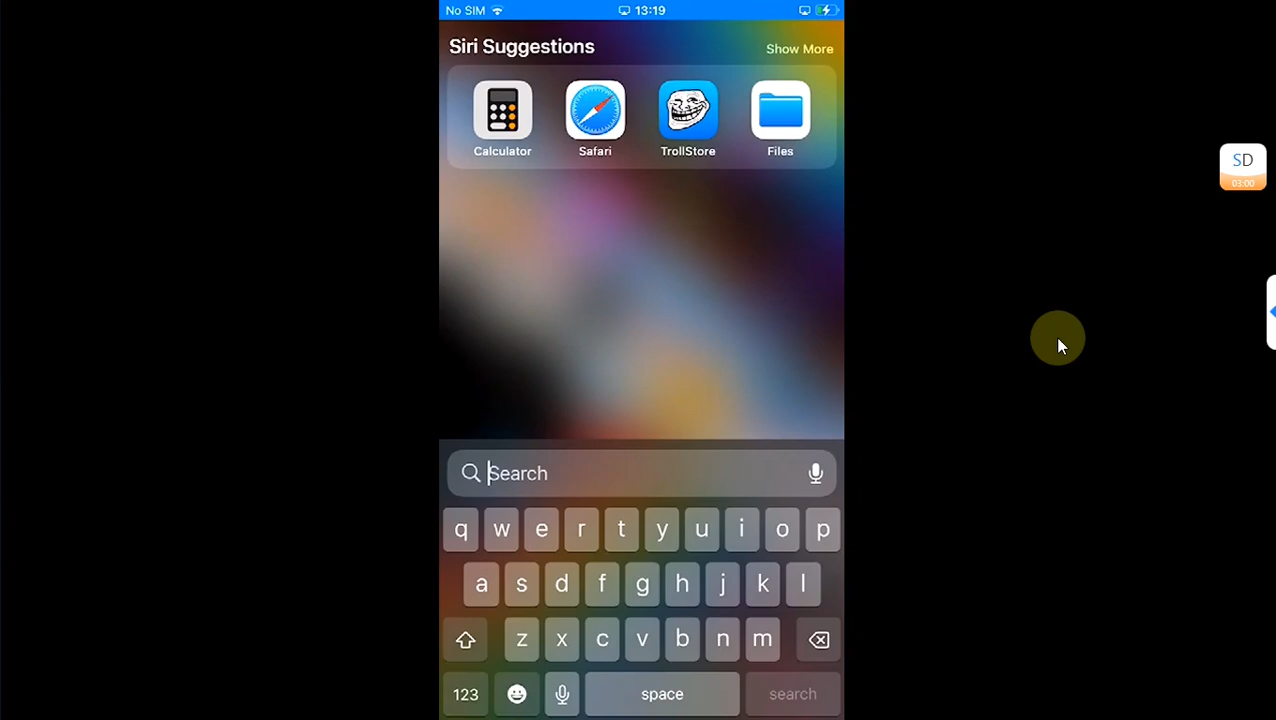 No SIM 13:19
Siri Suggestions Show More
Calculator Safari TrollStore Files
SD
03:00
Search
q w e r t y u i o p
a s d f g h j k l
z x c v b n m
123 space search